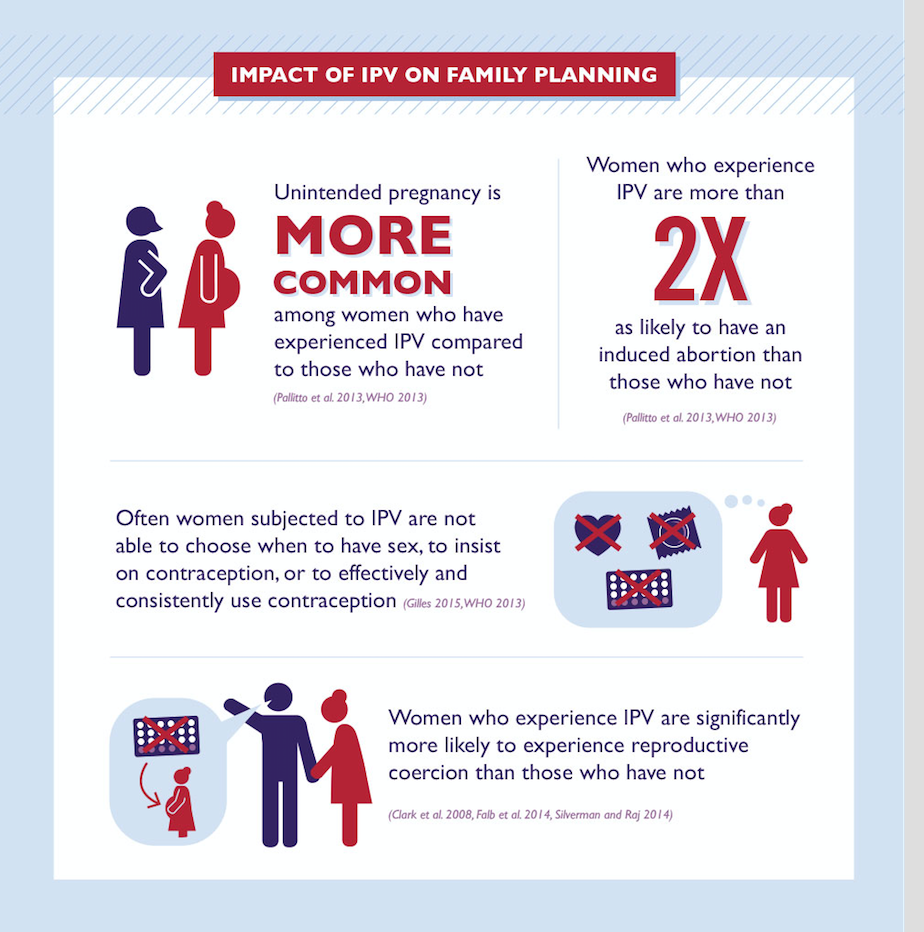 IMPACT OF IPV ON FAMILY PLANNING
Unintended pregnancy is
MORE
COMMON
among women who have
experienced IPV compared
to those who have not
(Pallitto et al. 2013, WHO 2013)
Women who experience
IPV are more than
2X
as likely to have an
induced abortion than
those who have not
(Pallitto et al. 2013, WHO 2013)
Often women subjected to IPV are not
able to choose when to have sex, to insist
on contraception, or to effectively and
consistently use contraception (Gilles 2015, WHO 2013)
Women who experience IPV are significantly
more likely to experience reproductive
coercion than those who have not
(Clark et al. 2008, Falb et al. 2014, Silverman and Raj 2014)